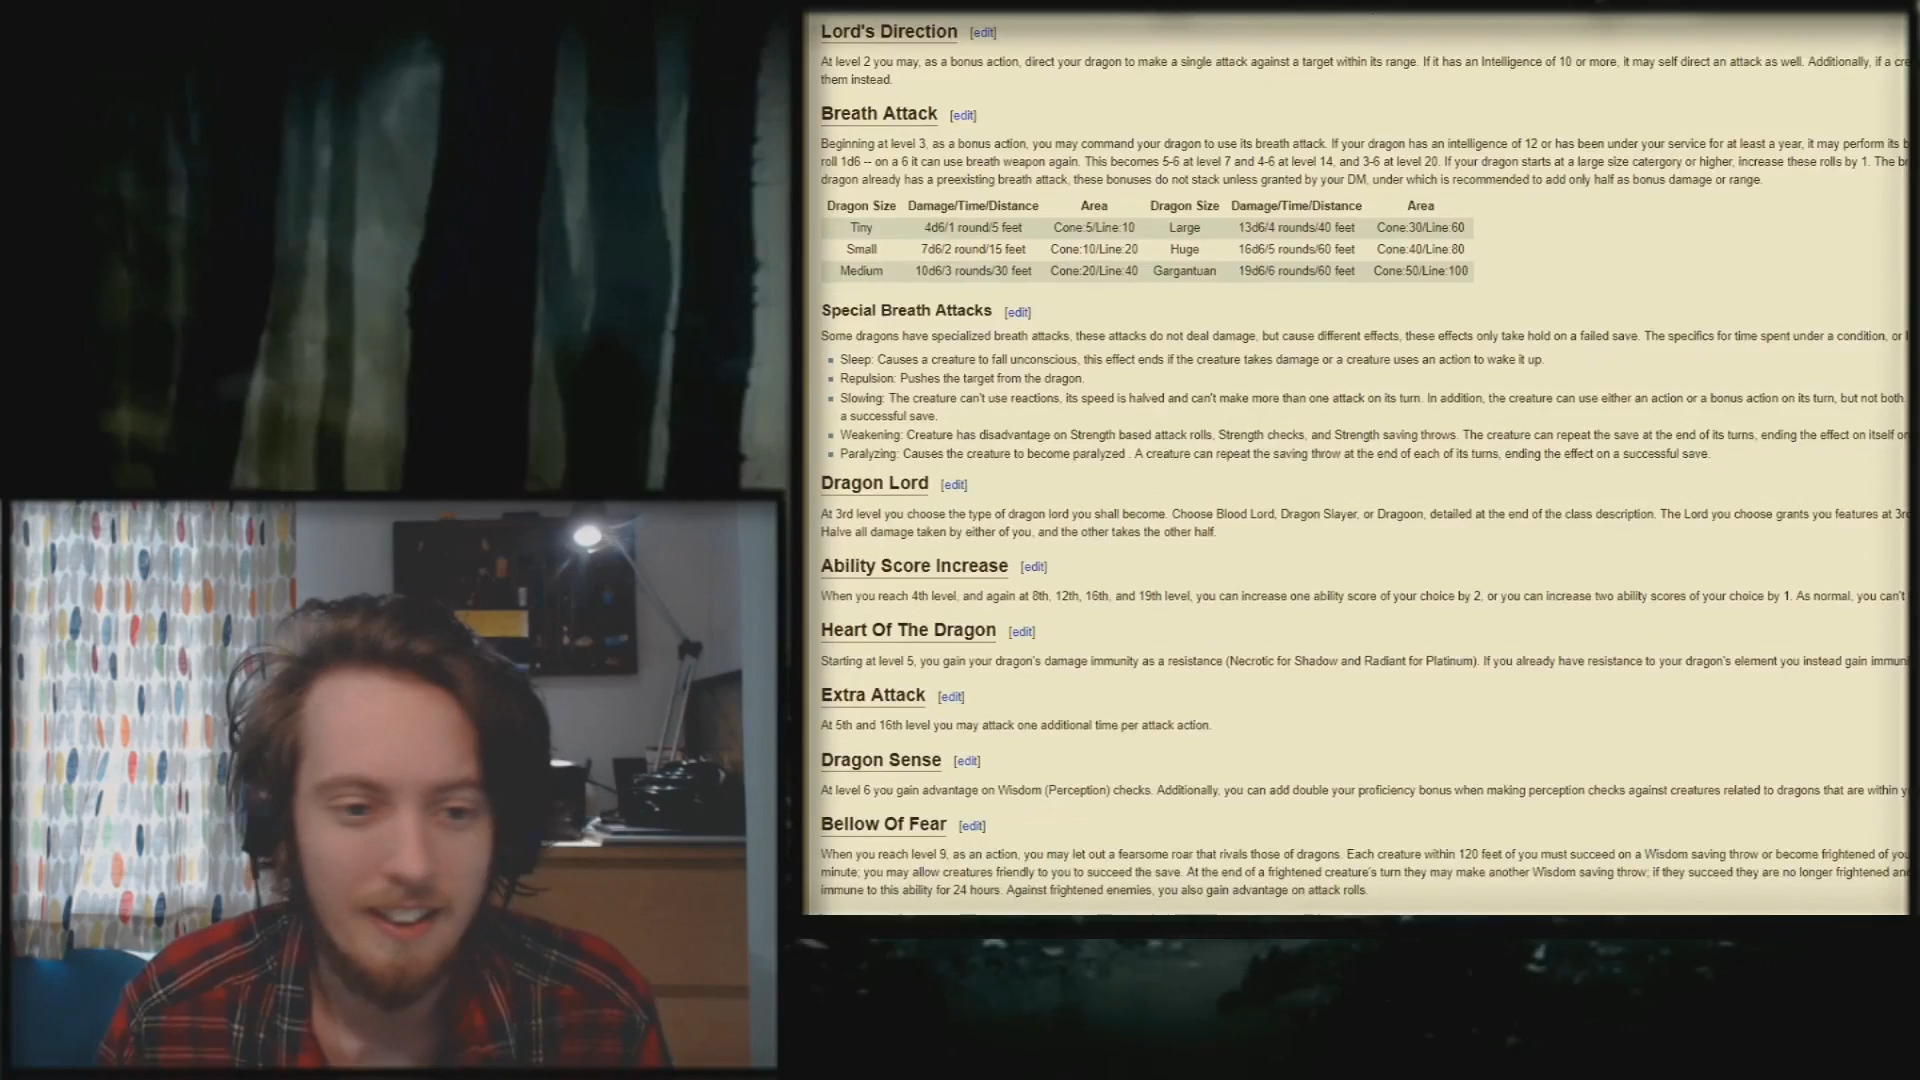 Lord's Direction [edit]
At level 2 you may, as a bonus action, direct your dragon to make a single attack against a target within its range. If it has an Intelligence of 10 or more, it may self direct an attack as well. Additionally, if a cre
them instead.
Breath Attack [edit]
Beginning at level 3, as a bonus action, you may command your dragon to use its breath attack. If your dragon has an intelligence of 12 or has been under your service for at least a year, it may perform its b
roll 1d6 -- on a 6 it can use breath weapon again. This becomes 5-6 at level 7 and 4-6 at level 14, and 3-6 at level 20. If your dragon starts at a large size catergory or higher, increase these rolls by 1. The br
dragon already has a preexisting breath attack, these bonuses do not stack unless granted by your DM, under which is recommended to add only half as bonus damage or range.
Dragon Size Damage/Time/Distance Area Dragon Size Damage/Time/Distance Area
Tiny 4d6/1 round/5 feet Cone:5/Line:10 Large 13d6/4 rounds/40 feet Cone:30/Line:60
Small 7d6/2 round/15 feet Cone:10/Line:20 Huge 16d6/5 rounds/60 feet Cone:40/Line:80
Medium 10d6/3 rounds/30 feet Cone:20/Line:40 Gargantuan 19d6/6 rounds/60 feet Cone:50/Line:100
Special Breath Attacks [edit]
Some dragons have specialized breath attacks, these attacks do not deal damage, but cause different effects, these effects only take hold on a failed save. The specifics for time spent under a condition, or
Sleep: Causes a creature to fall unconscious, this effect ends if the creature takes damage or a creature uses an action to wake it up.
Repulsion: Pushes the target from the dragon.
Slowing: The creature can't use reactions, its speed is halved and can't make more than one attack on its turn. In addition, the creature can use either an action or a bonus action on its turn, but not both.
a successful save.
Weakening: Creature has disadvantage on Strength based attack rolls, Strength checks, and Strength saving throws. The creature can repeat the save at the end of its turns, ending the effect on itself on
Paralyzing: Causes the creature to become paralyzed . A creature can repeat the saving throw at the end of each of its turns, ending the effect on a successful save.
Dragon Lord [edit]
At 3rd level you choose the type of dragon lord you shall become. Choose Blood Lord, Dragon Slayer, or Dragoon, detailed at the end of the class description. The Lord you choose grants you features at 3r
Halve all damage taken by either of you, and the other takes the other half.
Ability Score Increase [edit]
When you reach 4th level, and again at 8th, 12th, 16th, and 19th level, you can increase one ability score of your choice by 2, or you can increase two ability scores of your choice by 1. As normal, you can't
Heart Of The Dragon [edit]
Starting at level 5, you gain your dragon's damage immunity as a resistance (Necrotic for Shadow and Radiant for Platinum). If you already have resistance to your dragon's element you instead gain immuni
Extra Attack [edit]
At 5th and 16th level you may attack one additional time per attack action.
Dragon Sense [edit]
At level 6 you gain advantage on Wisdom (Perception) checks. Additionally, you can add double your proficiency bonus when making perception checks against creatures related to dragons that are within y
Bellow Of Fear [edit]
When you reach level 9, as an action, you may let out a fearsome roar that rivals those of dragons. Each creature within 120 feet of you must succeed on a Wisdom saving throw or become frightened of you
minute; you may allow creatures friendly to you to succeed the save. At the end of a frightened creature's turn they may make another Wisdom saving throw; if they succeed they are no longer frightened an
immune to this ability for 24 hours. Against frightened enemies, you also gain advantage on attack rolls.